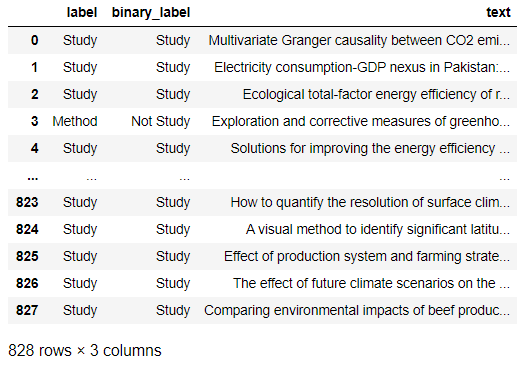 label binary_label text
0 Study Study Multivariate Granger causality between CO2 emi...
1 Study Study Electricity consumption-GDP nexus in Pakistan:...
2 Study Study Ecological total-factor energy efficiency of r...
3 Method Not Study Exploration and corrective measures of greenho...
4 Study Study Solutions for improving the energy efficiency ...
... ... ... ...
823 Study Study How to quantify the resolution of surface clim...
824 Study Study A visual method to identify significant latitu...
825 Study Study Effect of production system and farming strate...
826 Study Study The effect of future climate scenarios on the ...
827 Study Study Comparing environmental impacts of beef produc...
828 rows × 3 columns